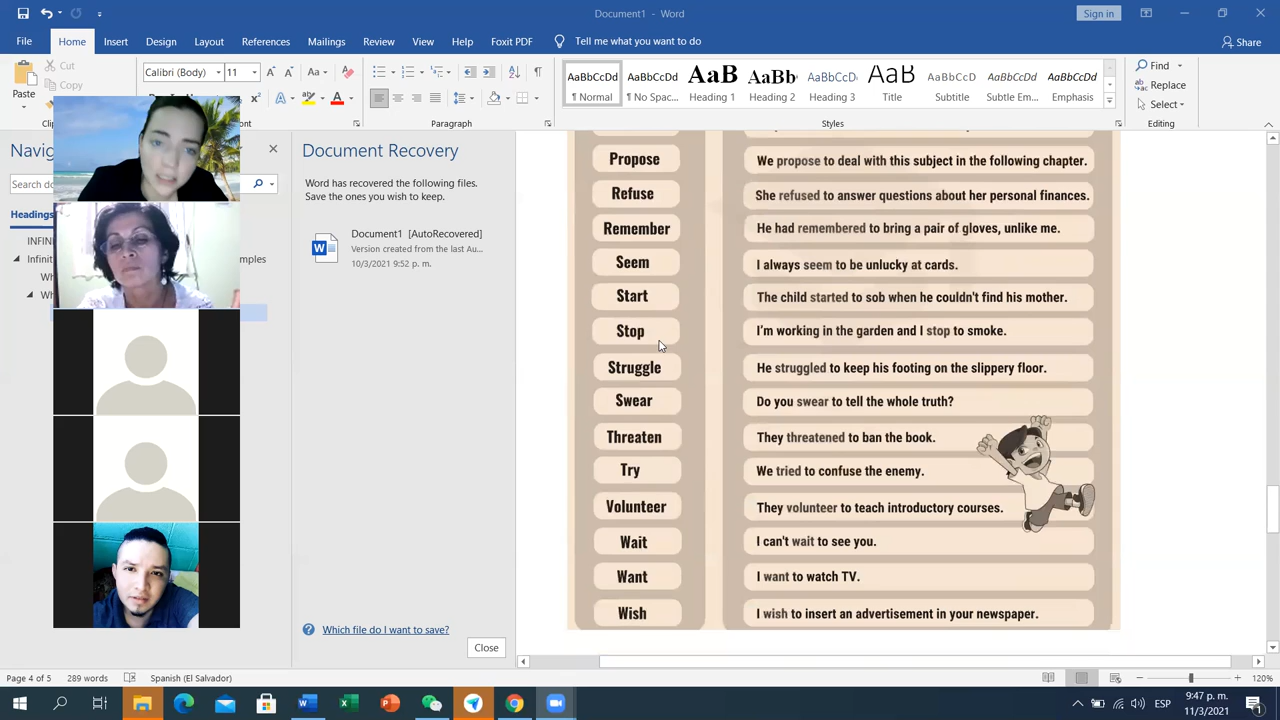 Document1 - Word
Sign in
File Home Insert Design Layout References Mailings Review View Help Foxit PDF Tell me what you want to do Share
Paste
Cut
Copy
Calibri (Body) 11
Paragraph
AaBbCcDd ¶ Normal
AaBbCcDd ¶ No Spac...
AaB Heading 1
AaBb Heading 2
AaBbCcD Heading 3
AaB Title
AaBbCcD Subtitle
AaBbCcDd Subtle Em...
AaBbCcDd Emphasis
Styles
Find
Replace
Select
Editing
Search do
Headings
Document Recovery
Word has recovered the following files.
Save the ones you wish to keep.
Document1 [AutoRecovered]
Version created from the last Au...
10/3/2021 9:52 p. m.
Which file do I want to save?
Close
Propose We propose to deal with this subject in the following chapter.
Refuse She refused to answer questions about her personal finances.
Remember He had remembered to bring a pair of gloves, unlike me.
Seem I always seem to be unlucky at cards.
Start The child started to sob when he couldn't find his mother.
Stop I'm working in the garden and I stop to smoke.
Struggle He struggled to keep his footing on the slippery floor.
Swear Do you swear to tell the whole truth?
Threaten They threatened to ban the book.
Try We tried to confuse the enemy.
Volunteer They volunteer to teach introductory courses.
Wait I can't wait to see you.
Want I want to watch TV.
Wish I wish to insert an advertisement in your newspaper.
Page 4 of 5 289 words Spanish (El Salvador) 120%
ESP
9:47 p. m.
11/3/2021